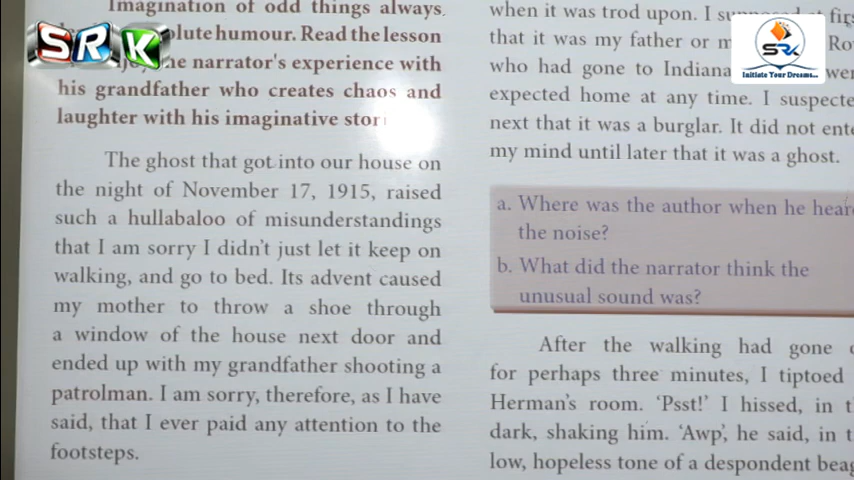 Imagination of odd things always
lute humour. Read the lesson
he narrator's experience with
his grandfather who creates chaos and
laughter with his imaginative stor
The ghost that got into our house on
the night of November 17, 1915, raised
such a hullabaloo of misunderstandings
that I am sorry I didn't just let it keep on
walking, and go to bed. Its advent caused
my mother to throw a shoe through
a window of the house next door and
ended up with my grandfather shooting a
patrolman. I am sorry, therefore, as I have
said, that I ever paid any attention to the
footsteps.
when it was trod upon. I
that it was my father or m Ro
who had gone to Indiana
expected home at any time. I suspecte
next that it was a burglar. It did not ente
my mind until later that it was a ghost.
a. Where was the author when he hear
the noise?
b. What did the narrator think the
unusual sound was?
After the walking had gone
for perhaps three minutes, I tiptoed
Herman's room. 'Psst!' I hissed, in t
dark, shaking him. 'Awp', he said, in t
low, hopeless tone of a despondent beag
SRK
SRK
Initiate Your Dreams...